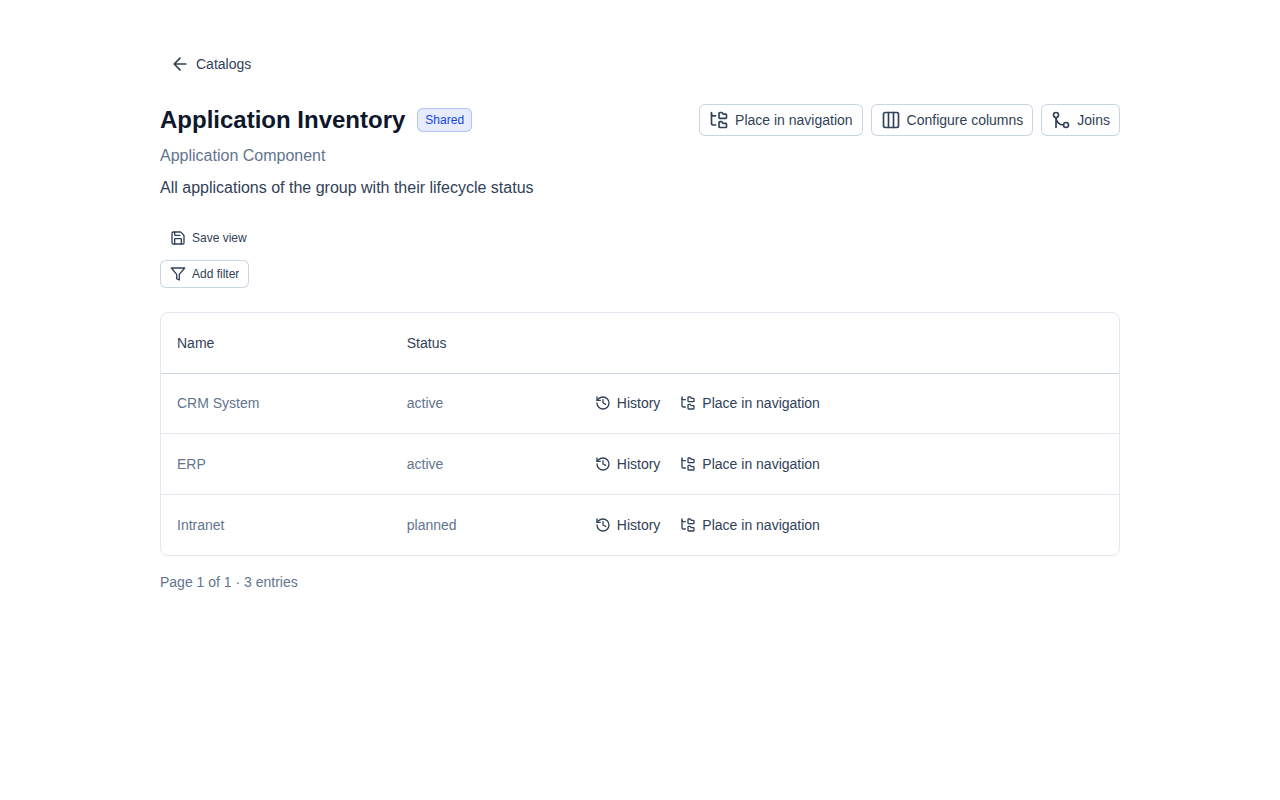 Catalogs
Application Inventory Shared Place in navigation Configure columns Joins
Application Component
All applications of the group with their lifecycle status
Save view
Add filter
Name Status
CRM System active History Place in navigation
ERP active History Place in navigation
Intranet planned History Place in navigation
Page 1 of 1 · 3 entries